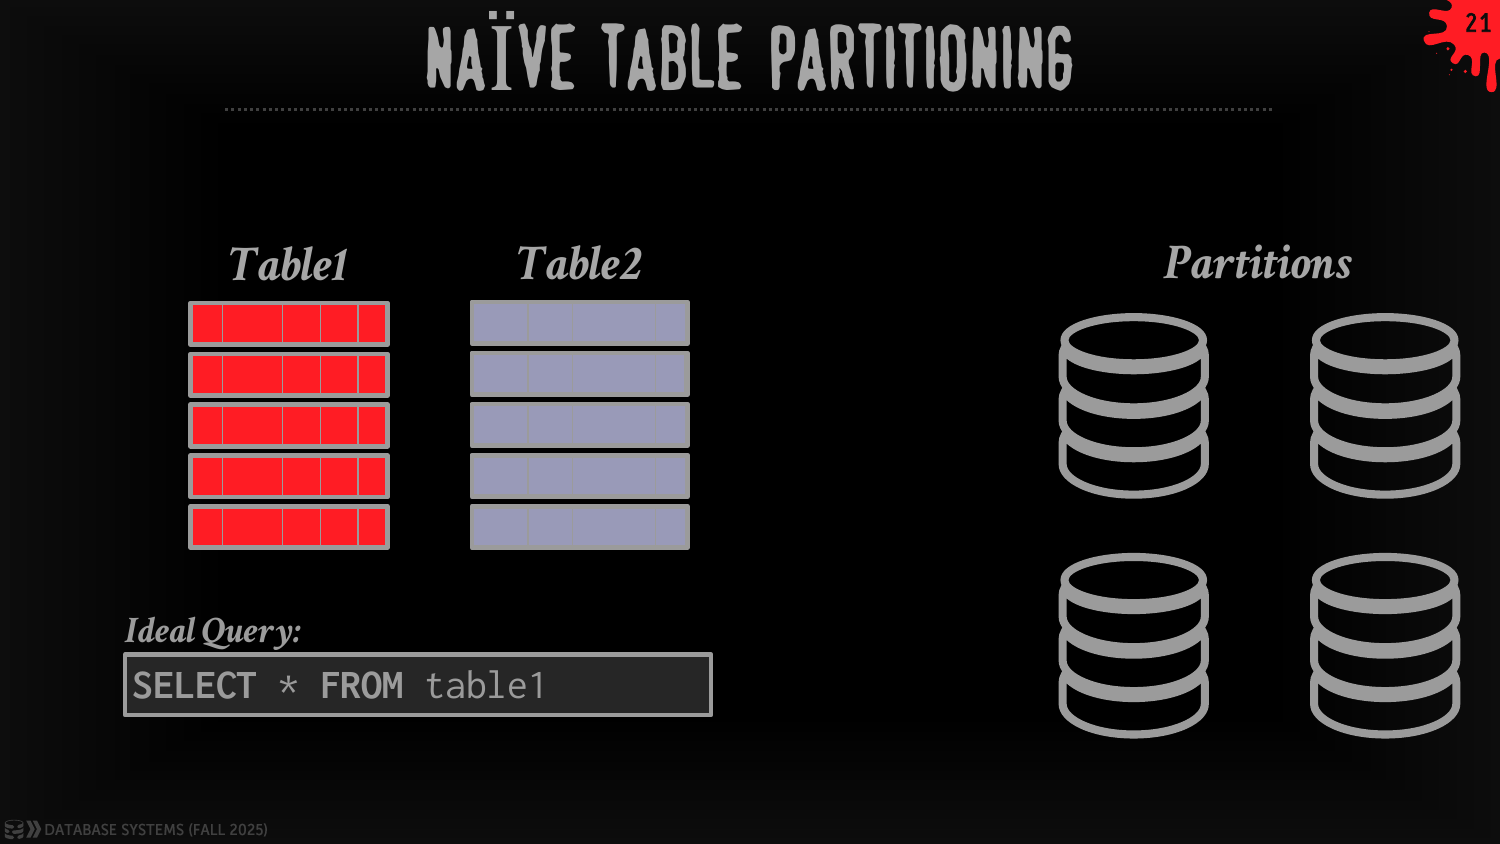 NAÏVE TABLE PARTITIONING
21
Table1
Table2
Partitions
Ideal Query:
SELECT * FROM table1
DATABASE SYSTEMS (FALL 2025)